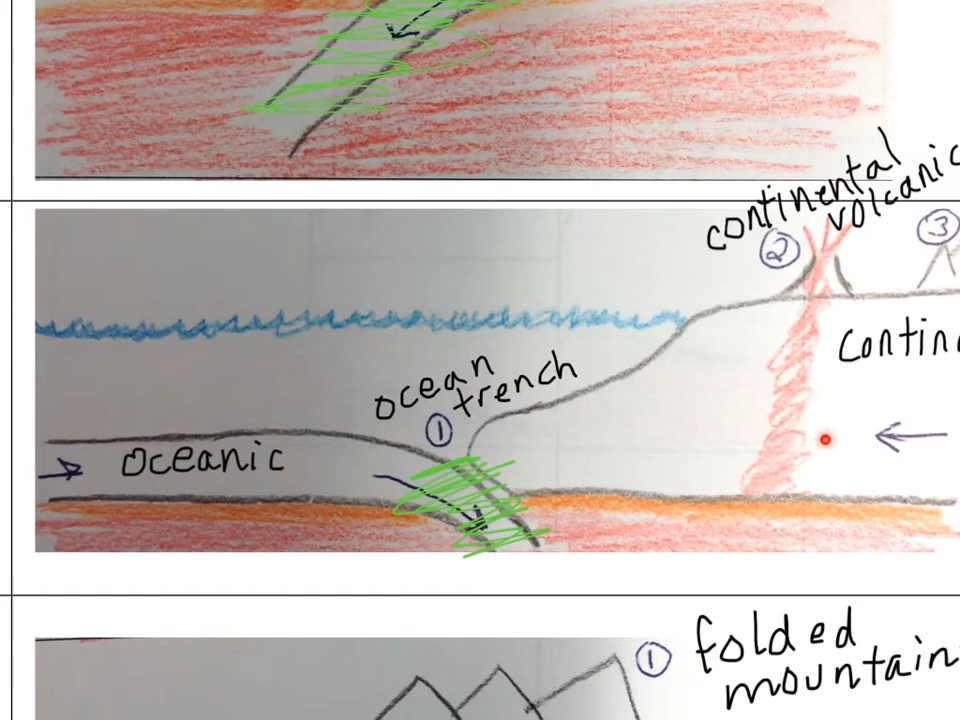 continental
volcanic
②
③
Contin
ocean
trench
①
oceanic
① folded
mountain